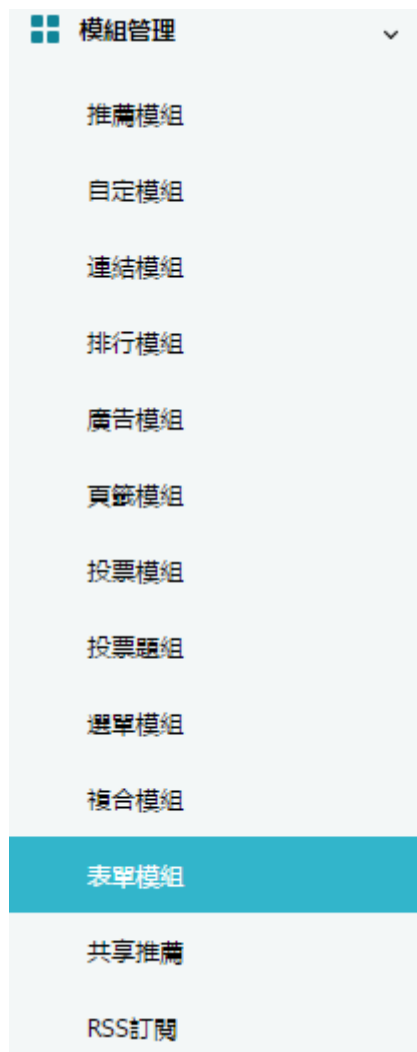 模組管理
推薦模組
自定模組
連結模組
排行模組
廣告模組
頁籤模組
投票模組
投票題組
選單模組
複合模組
表單模組
共享推薦
RSS訂閱